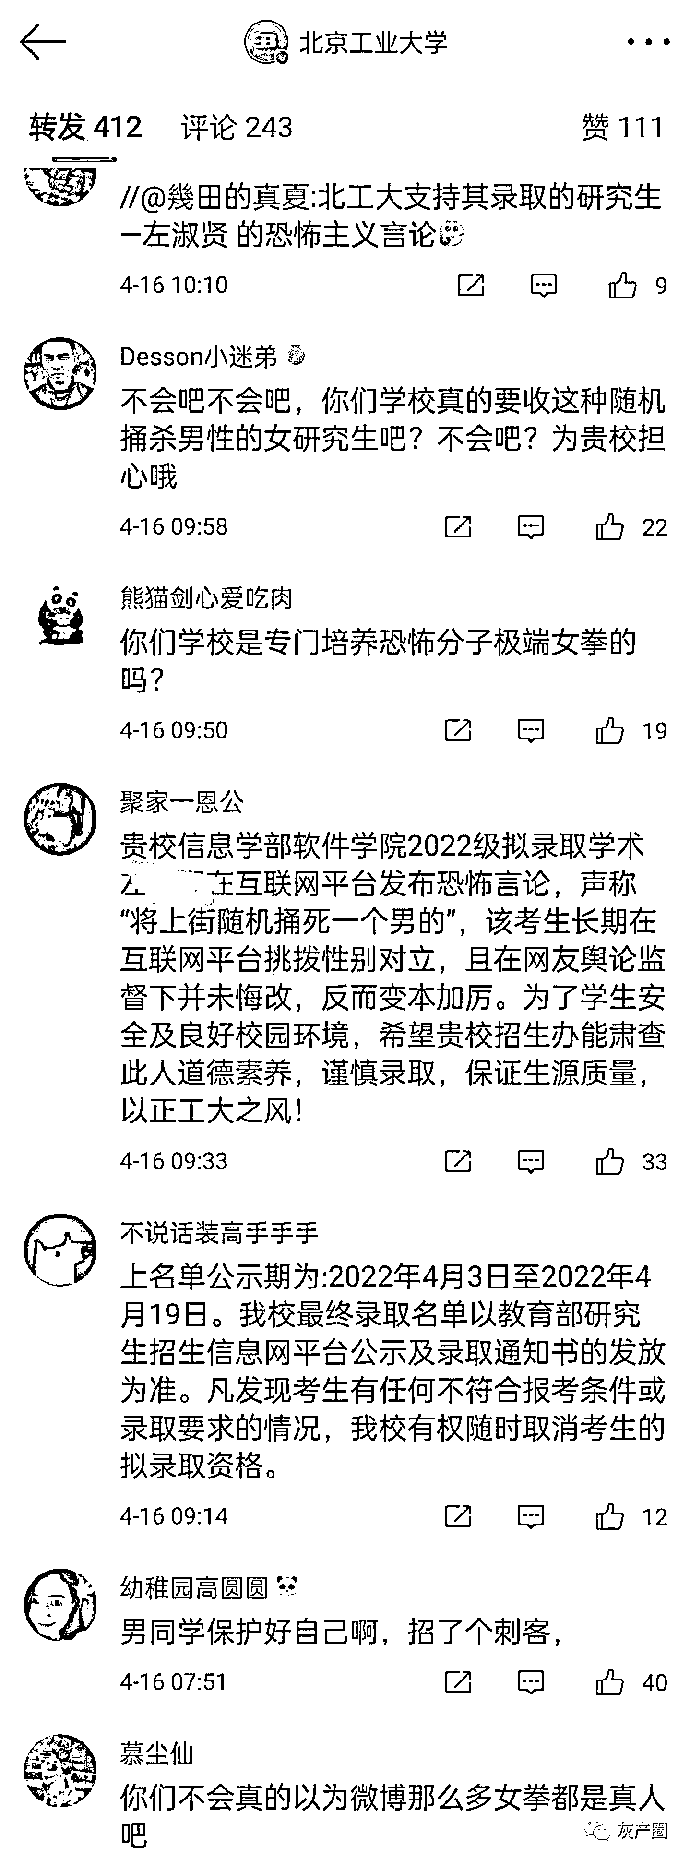 北京工业大学
转发 412 评论 243 赞 111
//@幾田的真夏:北工大支持其录取的研究生
—左淑贤 的恐怖主义言论
4-16 10:10 9
Desson小迷弟
不会吧不会吧，你们学校真的要收这种随机
捅杀男性的女研究生吧？不会吧？为贵校担
心哦
4-16 09:58 22
熊猫剑心爱吃肉
你们学校是专门培养恐怖分子极端女拳的
吗？
4-16 09:50 19
聚家一恩公
贵校信息学部软件学院2022级拟录取学术
在互联网平台发布恐怖言论，声称
“将上街随机捅死一个男的”，该考生长期在
互联网平台挑拨性别对立，且在网友舆论监
督下并未悔改，反而变本加厉。为了学生安
全及良好校园环境，希望贵校招生办能肃查
此人道德素养，谨慎录取，保证生源质量，
以正工大之风！
4-16 09:33 33
不说话装高手手手
上名单公示期为:2022年4月3日至2022年4
月19日。我校最终录取名单以教育部研究
生招生信息网平台公示及录取通知书的发放
为准。凡发现考生有任何不符合报考条件或
录取要求的情况，我校有权随时取消考生的
拟录取资格。
4-16 09:14 12
幼稚园高圆圆
男同学保护好自己啊，招了个刺客，
4-16 07:51 40
慕尘仙
你们不会真的以为微博那么多女拳都是真人
吧
灰产圈